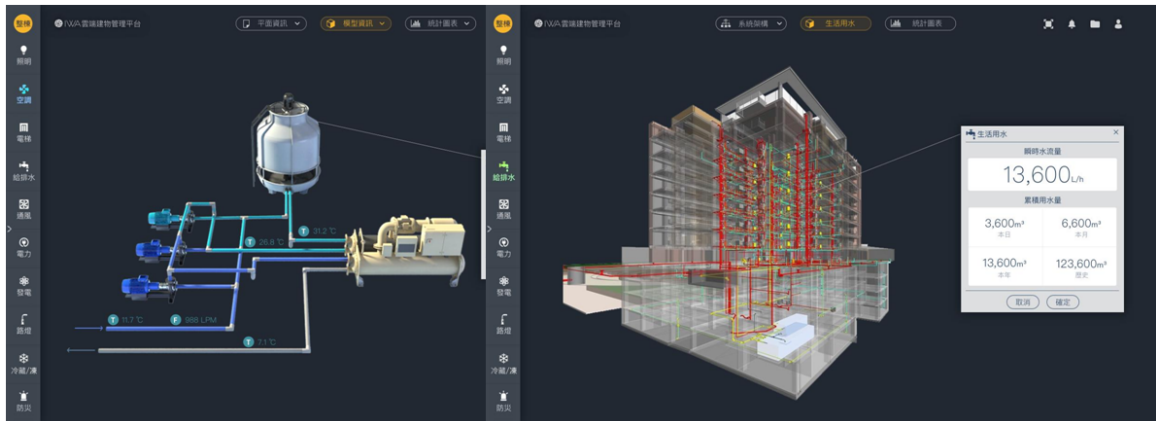 整棟
IWA雲端建物管理平台
平面資訊
模型資訊
統計圖表
照明
空調
電梯
給排水
通風
電力
發電
路燈
冷藏/凍
防災
T 31.2 ℃
T 26.8 ℃
T 11.7 ℃
F 988 LPM
T 7.1 ℃
整棟
IWA雲端建物管理平台
系統架構
生活用水
統計圖表
照明
空調
電梯
給排水
通風
電力
發電
路燈
冷藏/凍
防災
生活用水
瞬時水流量
13,600L/h
累積用水量
3,600m³
本日
6,600m³
本月
13,600m³
本年
123,600m³
歷史
取消
確定